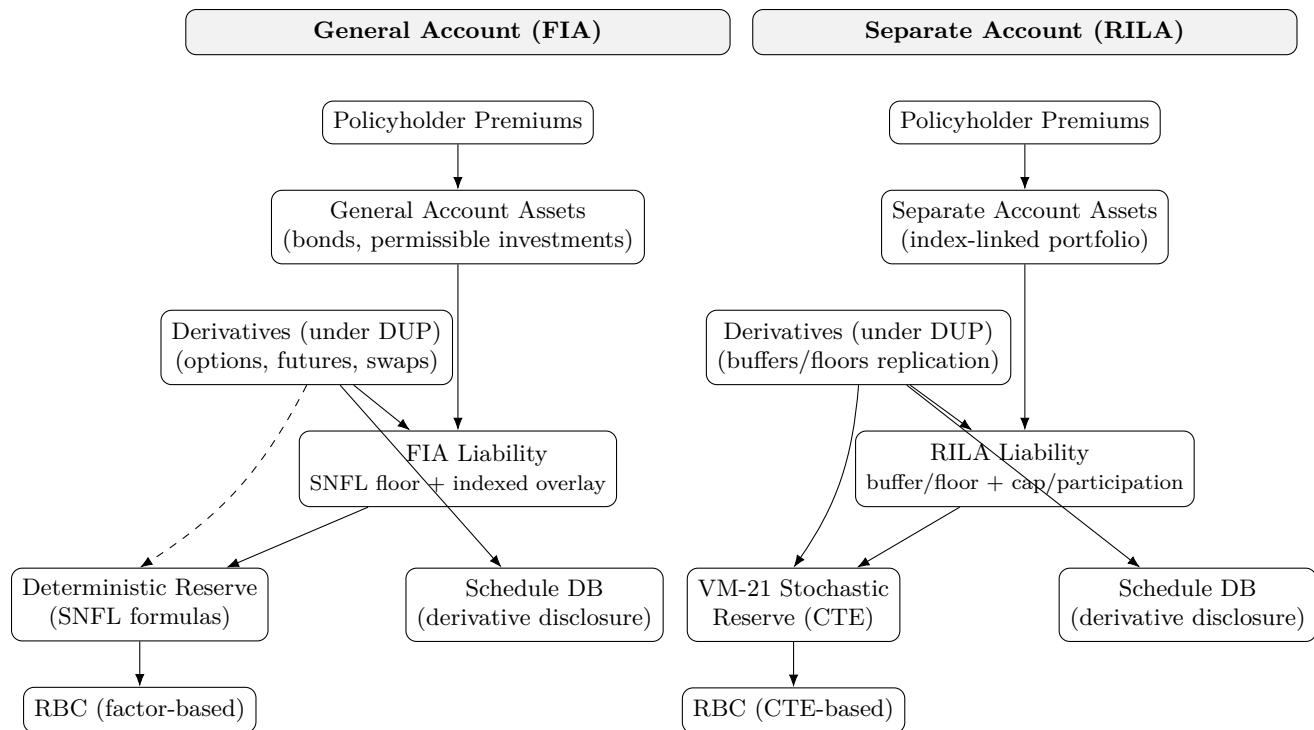 General Account (FIA)
Separate Account (RILA)
Policyholder Premiums
Policyholder Premiums
General Account Assets
(bonds, permissible investments)
Separate Account Assets
(index-linked portfolio)
Derivatives (under DUP)
(options, futures, swaps)
Derivatives (under DUP)
(buffers/floors replication)
FIA Liability
SNFL floor + indexed overlay
RILA Liability
buffer/floor + cap/participation
Deterministic Reserve
(SNFL formulas)
Schedule DB
(derivative disclosure)
VM-21 Stochastic
Reserve (CTE)
Schedule DB
(derivative disclosure)
RBC (factor-based)
RBC (CTE-based)